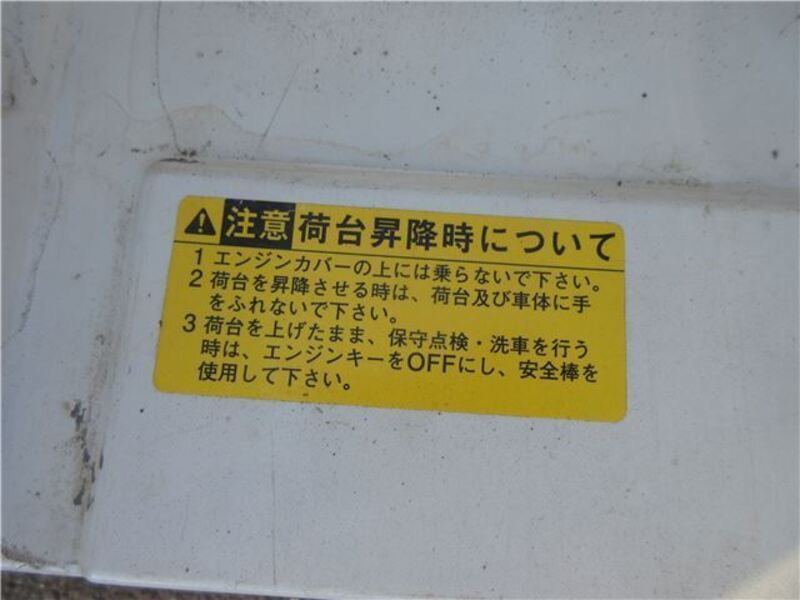 注意 荷台昇降時について
1 エンジンカバーの上には乗らないで下さい。
2 荷台を昇降させる時は、荷台及び車体に手
をふれないで下さい。
3 荷台を上げたまま、保守点検・洗車を行う
時は、エンジンキーをOFFにし、安全棒を
使用して下さい。